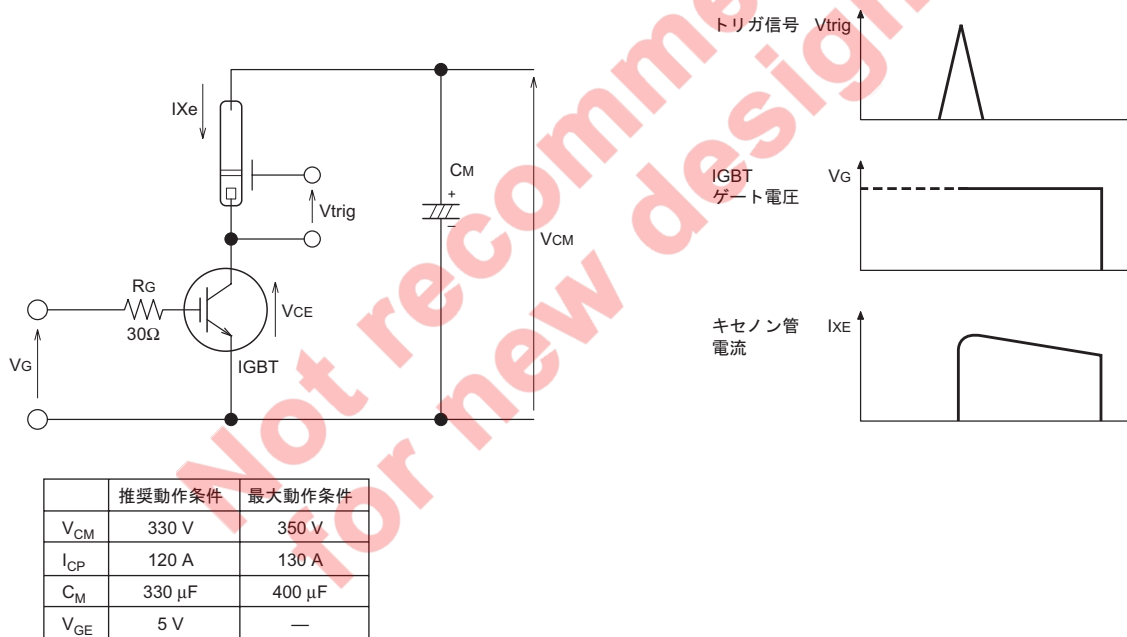 IXe
Vtrig
CM
+
–
VCM
RG
30Ω
VCE
IGBT
VG
トリガ信号 Vtrig
IGBT
ゲート電圧
VG
キセノン管
電流
IXE
Not recomme
for new design
推奨動作条件 最大動作条件
VCM 330 V 350 V
ICP 120 A 130 A
CM 330 μF 400 μF
VGE 5 V —